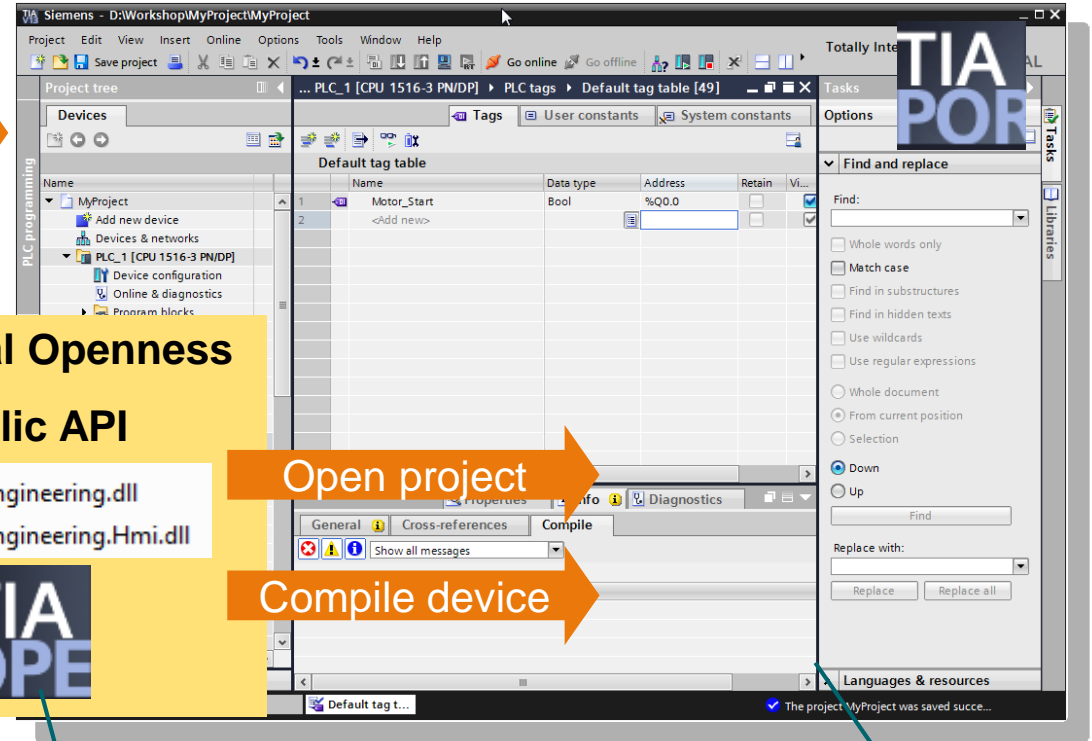 Siemens - D:\Workshop\MyProject\MyProject
Project Edit View Insert Online Options Tools Window Help
Save project Go online Go offline
Totally Inte
AL
TIA
POR
Project tree
... PLC_1 [CPU 1516-3 PN/DP] PLC tags Default tag table [49]
Tasks
Devices
Tags User constants System constants
Options
Default tag table
Find and replace
Name
Name Data type Address Retain Vi...
MyProject
1 Motor_Start Bool %Q0.0
Find:
Add new device
2 <Add new>
Devices & networks
PLC_1 [CPU 1516-3 PN/DP]
Device configuration
Online & diagnostics
Program blocks
PLC programming
Tasks
Libraries
Whole words only
Match case
Find in substructures
Find in hidden texts
Use wildcards
Use regular expressions
Whole document
From current position
Selection
Down
Up
Find
Replace with:
Replace Replace all
Languages & resources
al Openness
lic API
ngineering.dll
ngineering.Hmi.dll
IA
OPE
Open project
Properties Info Diagnostics
General Cross-references Compile
Show all messages
Compile device
Default tag t...
The project MyProject was saved succe...